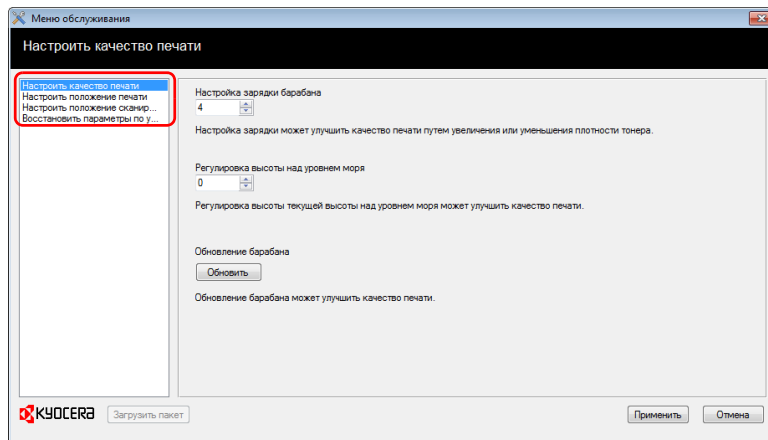 Меню обслуживания
Настроить качество печати
Настроить качество печати
Настроить положение печати
Настроить положение сканир...
Восстановить параметры по у...
Настройка зарядки барабана
4
Настройка зарядки может улучшить качество печати путем увеличения или уменьшения плотности тонера.
Регулировка высоты над уровнем моря
0
Регулировка высоты текущей высоты над уровнем моря может улучшить качество печати.
Обновление барабана
Обновить
Обновление барабана может улучшить качество печати.
KYOCERA
Загрузить пакет
Применить
Отмена